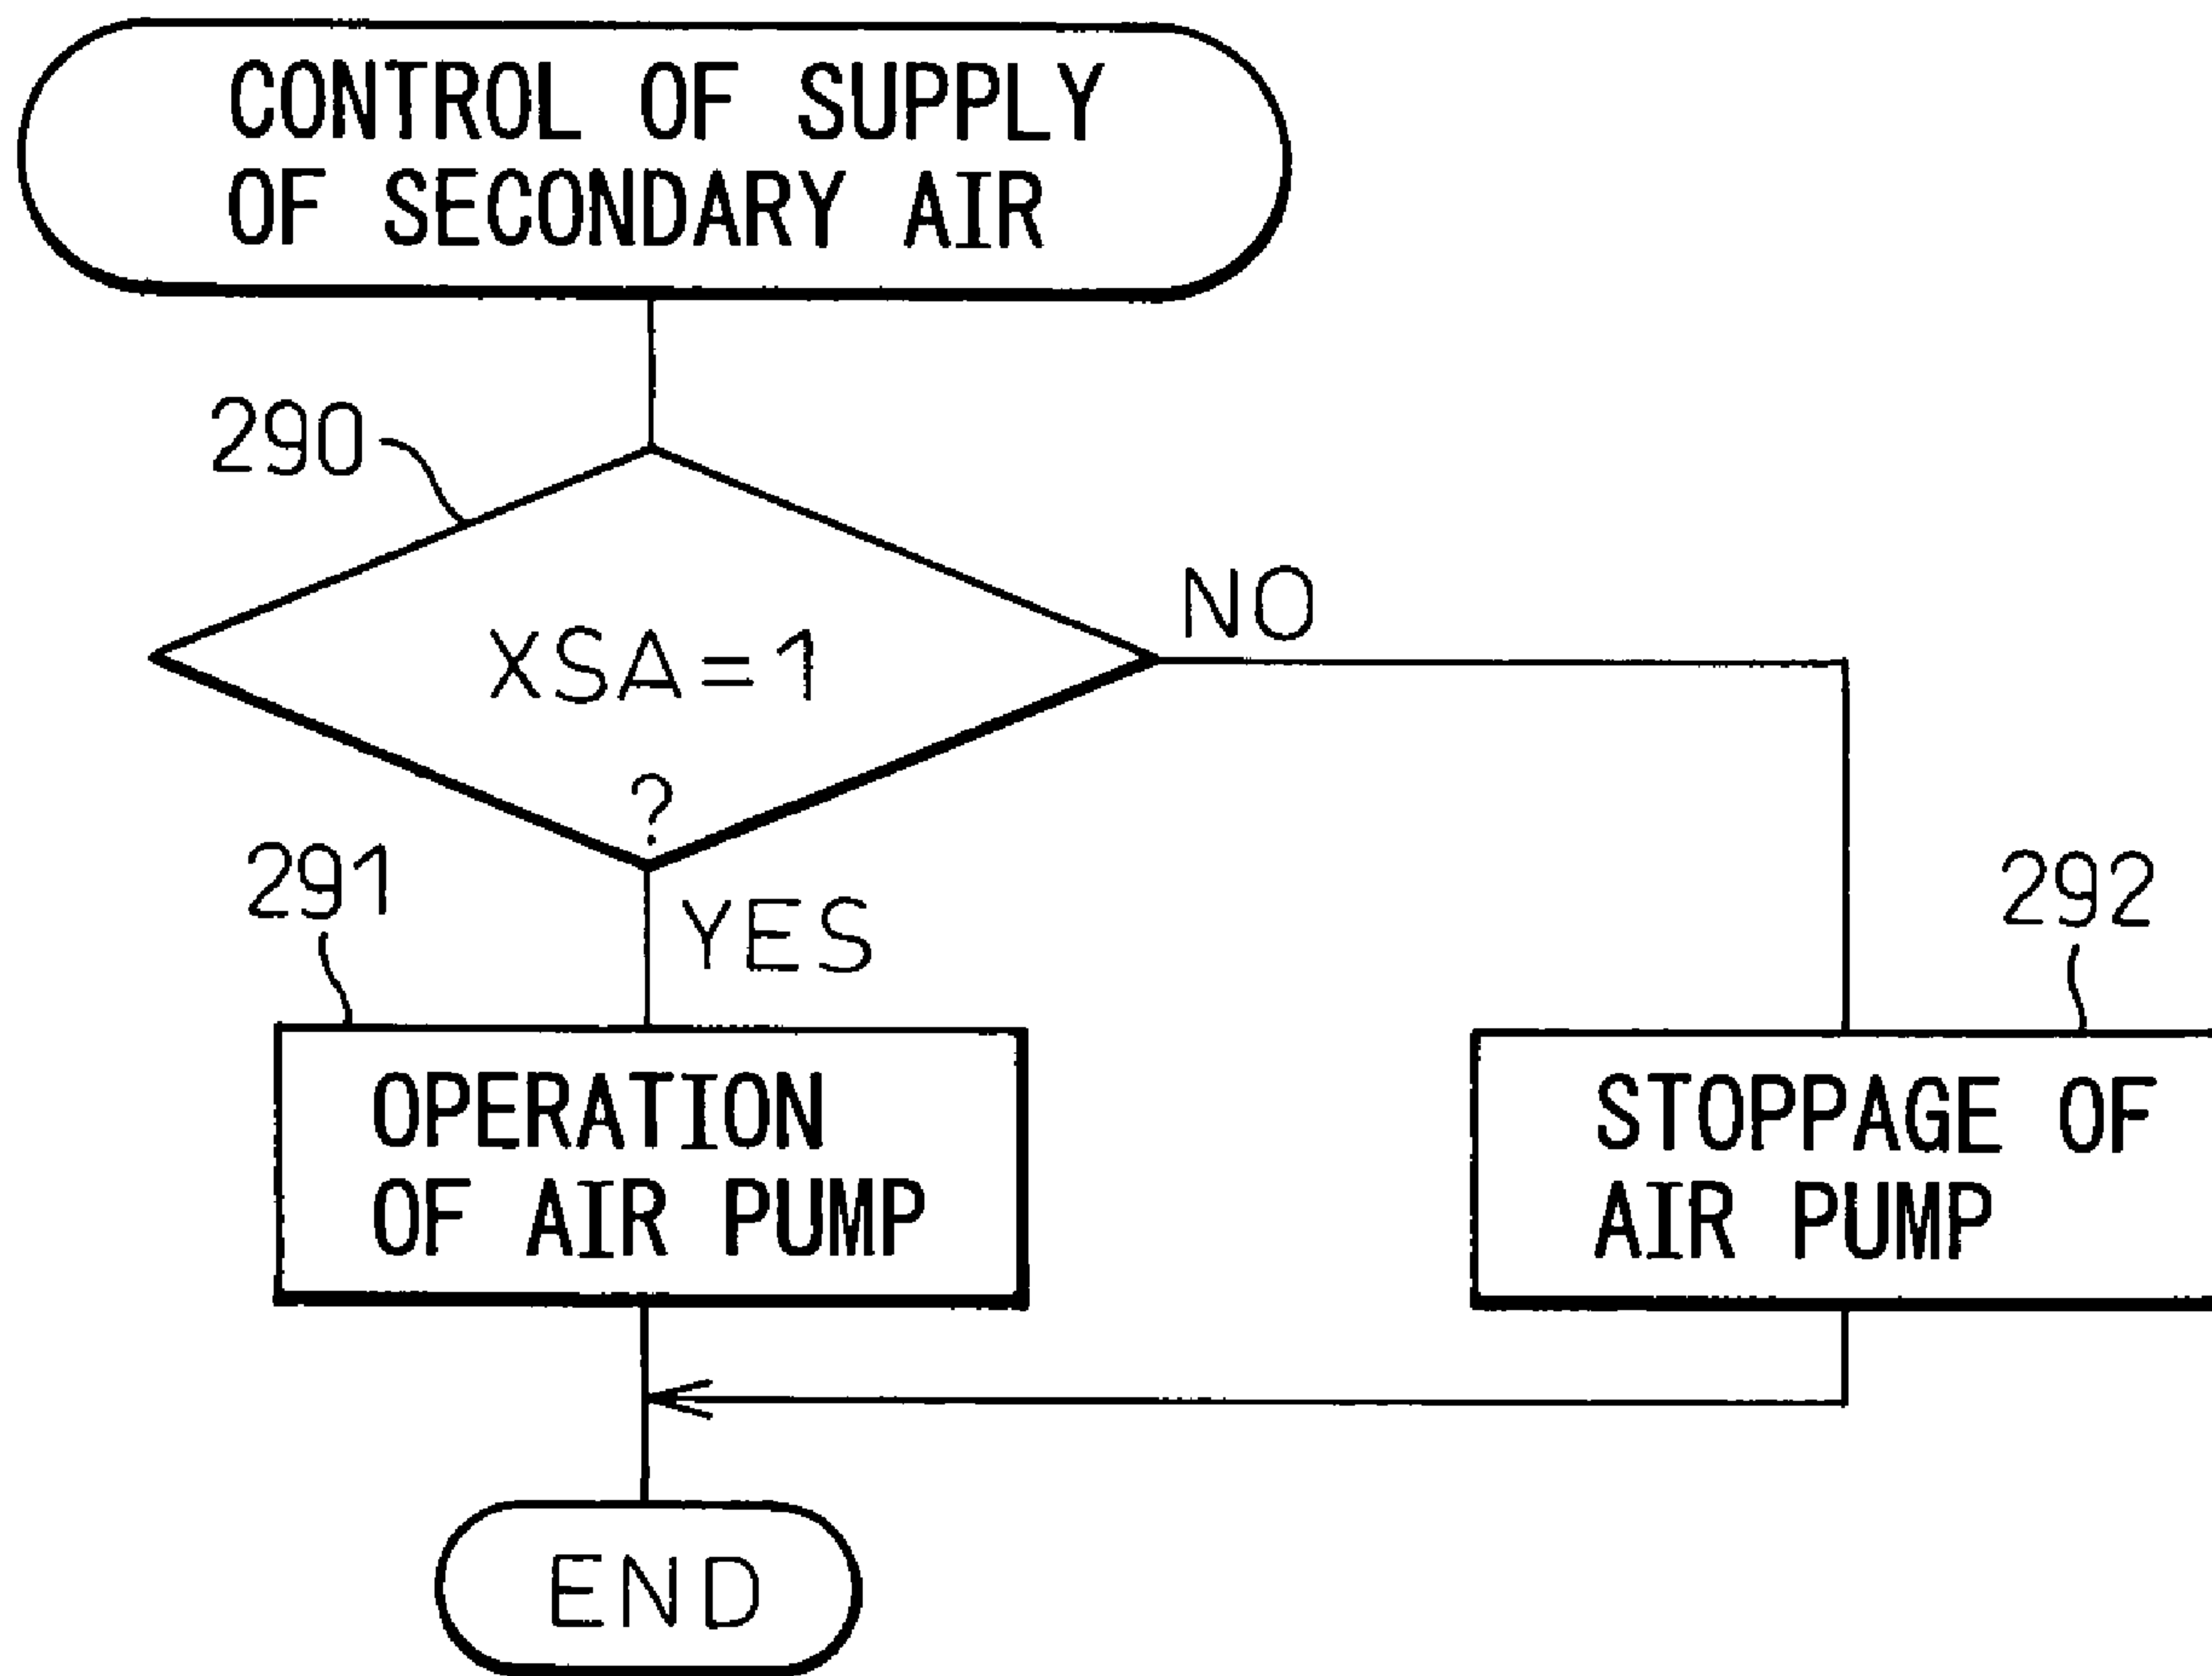 CONTROL OF SUPPLY
OF SECONDARY AIR
290
XSA=1
?
NO
YES
291
OPERATION
OF AIR PUMP
292
STOPPAGE OF
AIR PUMP
END